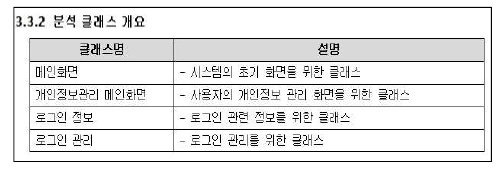 3.3.2 분석 클래스 개요
클래스명 설명
메인화면 - 시스템의 초기 화면을 위한 클래스
개인정보관리 메인화면 - 사용자의 개인정보 관리 화면을 위한 클래스
로그인 정보 - 로그인 관련 정보를 위한 클래스
로그인 관리 - 로그인 관리를 위한 클래스